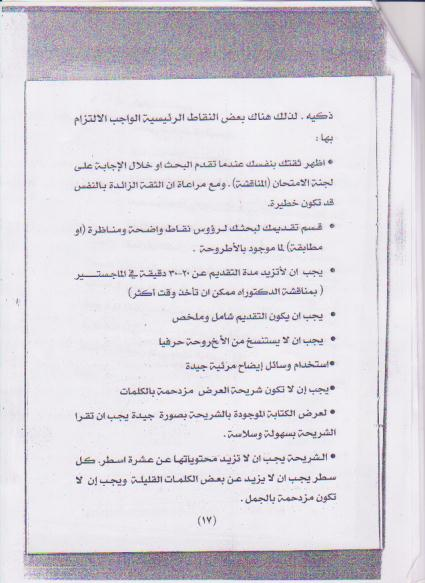 ذكيه . لذلك هناك بعض النقاط الرئيسية الواجب الالتزام
بها :
• اظهر ثقتك بنفسك عندما تقدم البحث او خلال الإجابة على
لجنة الامتحان (المناقشة) . ومع مراعاة ان الثقة الزائدة بالنفس
قد تكون خطيرة.
• قسم تقديمك لبحثك لرؤوس نقاط واضحة ومناظرة (او
مطابقة) لما موجود بالأطروحة .
• يجب ان لاتزيد مدة التقديم عن ٢٠-٣٠ دقيقة في الماجستير
( بمناقشة الدكتوراه ممكن ان تأخذ وقت أكثر)
• يجب ان يكون التقديم شامل وملخص
• يجب ان لا يستنسخ من الأخروحة حرفيا
•استخدام وسائل إيضاح مرئية جيدة
•يجب إن لا تكون شريحة العرض مزدحمة بالكلمات
• لعرض الكتابة الموجودة بالشريحة بصورة جيدة يجب ان تقرا
الشريحة بسهولة وسلاسة .
• الشريحة يجب ان لا تزيد محتوياتها عن عشرة اسطر. كل
سطر يجب ان لا يزيد عن بعض الكلمات القليلة ويجب إن لا
تكون مزدحمة بالجمل .
(١٧)